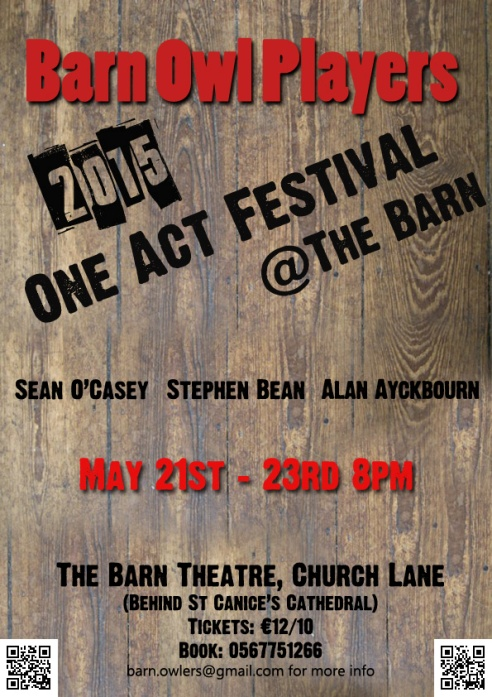 Barn Owl Players
2015
One Act Festival
@The Barn
Sean O'Casey Stephen Bean Alan Ayckbourn
May 21st - 23rd 8pm
The Barn Theatre, Church Lane
(Behind St Canice's Cathedral)
Tickets: €12/10
Book: 0567751266
barn.owlers@gmail.com for more info